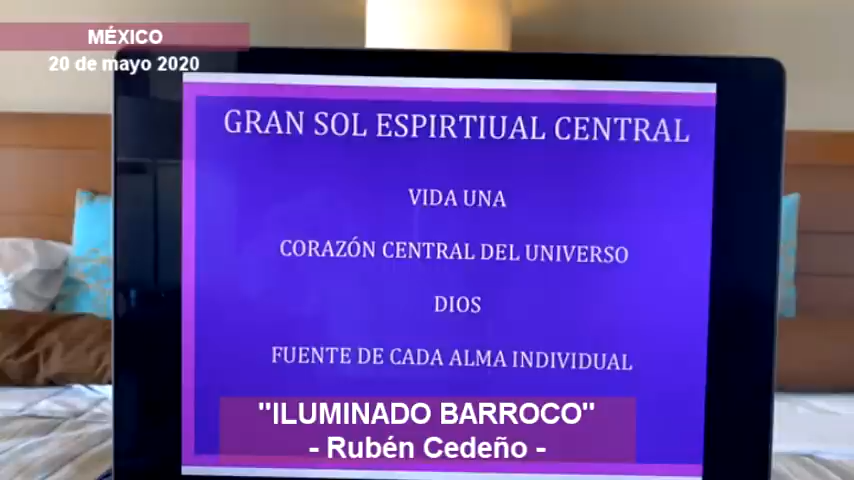 MÉXICO
20 de mayo 2020
GRAN SOL ESPIRTIUAL CENTRAL
VIDA UNA
CORAZÓN CENTRAL DEL UNIVERSO
DIOS
FUENTE DE CADA ALMA INDIVIDUAL
"ILUMINADO BARROCO"
- Rubén Cedeño -